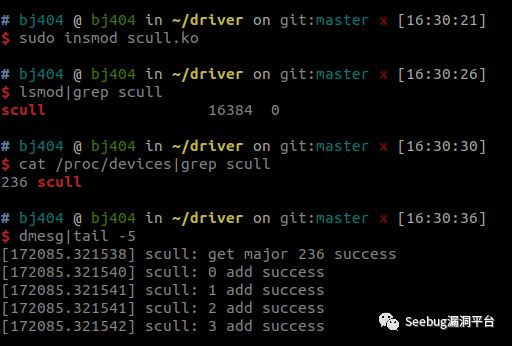 # bj404 @ bj404 in ~/driver on git:master x [16:30:21]
$ sudo insmod scull.ko
# bj404 @ bj404 in ~/driver on git:master x [16:30:26]
$ lsmod|grep scull
scull 16384 0
# bj404 @ bj404 in ~/driver on git:master x [16:30:30]
$ cat /proc/devices|grep scull
236 scull
# bj404 @ bj404 in ~/driver on git:master x [16:30:36]
$ dmesg|tail -5
[172085.321538] scull: get major 236 success
[172085.321540] scull: 0 add success
[172085.321541] scull: 1 add success
[172085.321541] scull: 2 add success
[172085.321542] scull: 3 add success
Seebug漏洞平台